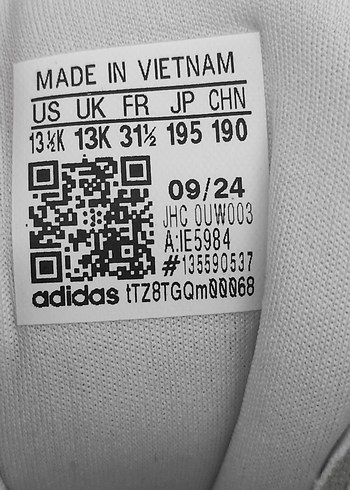 MADE IN VIETNAM
US UK FR JP CHN
13½K 13K 31½ 195 190
09/24
JHC 0UW003
A:IE5984
#135590537
adidas tTZ8TGQm00068